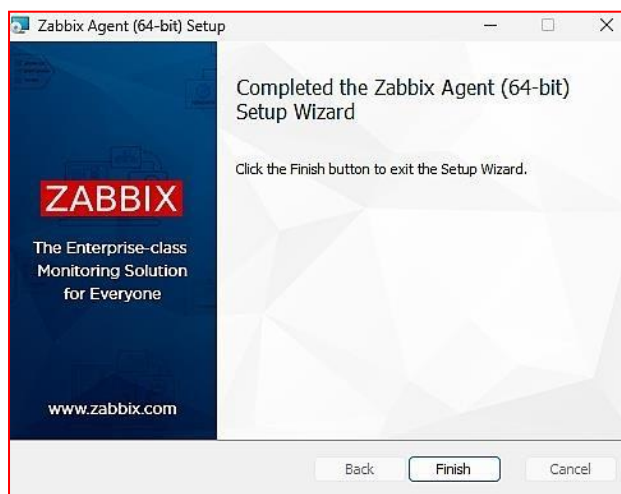 Zabbix Agent (64-bit) Setup
Completed the Zabbix Agent (64-bit)
Setup Wizard
Click the Finish button to exit the Setup Wizard.
ZABBIX
The Enterprise-class
Monitoring Solution
for Everyone
www.zabbix.com
Back
Finish
Cancel